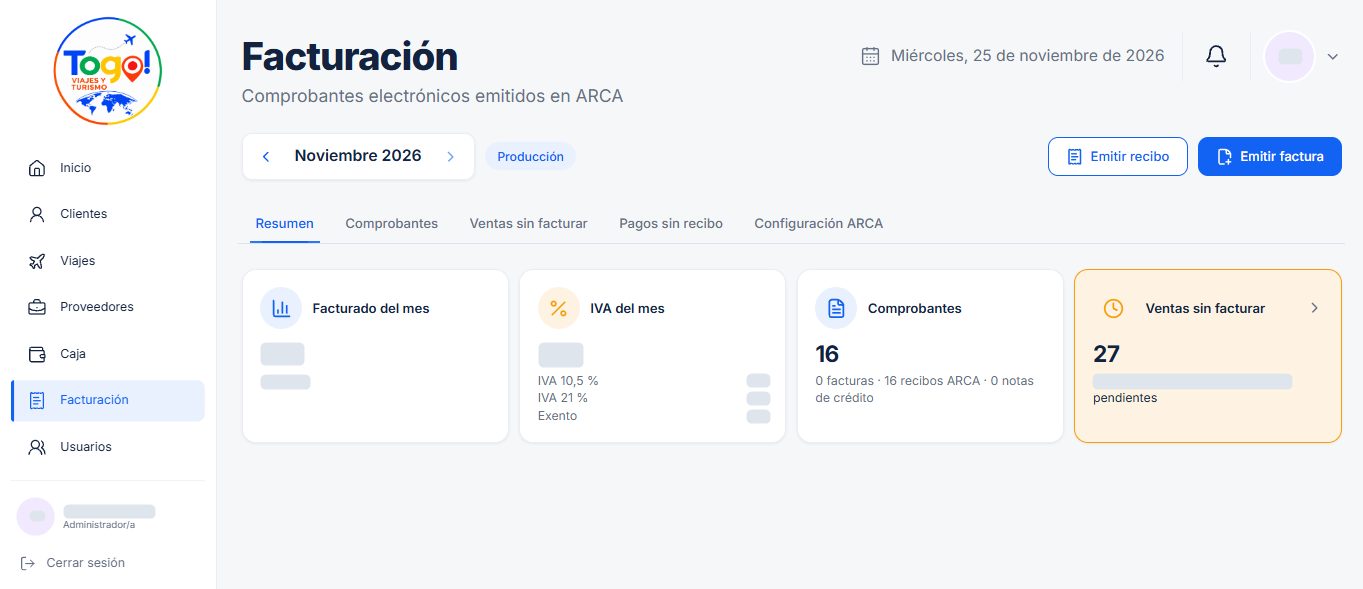 Togo!
VIAJES Y
TURISMO
Inicio
Clientes
Viajes
Proveedores
Caja
Facturación
Usuarios
Administrador/a
Cerrar sesión
Facturación
Comprobantes electrónicos emitidos en ARCA
Miércoles, 25 de noviembre de 2026
Noviembre 2026
Producción
Emitir recibo
Emitir factura
Resumen
Comprobantes
Ventas sin facturar
Pagos sin recibo
Configuración ARCA
Facturado del mes
IVA del mes
IVA 10,5 %
IVA 21 %
Exento
Comprobantes
16
0 facturas · 16 recibos ARCA · 0 notas
de crédito
Ventas sin facturar
27
pendientes